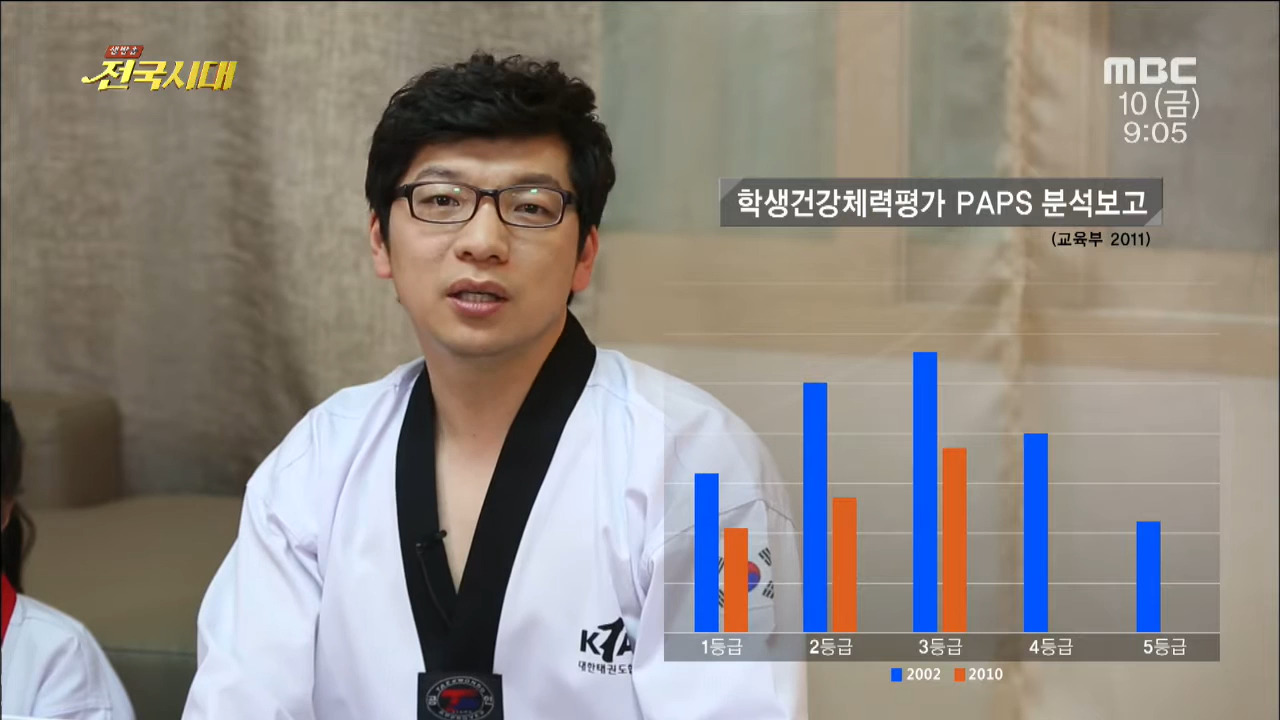 생방송
전국시대
MBC
10 (금)
9:05
학생건강체력평가 PAPS 분석보고
(교육부 2011)
1등급 2등급 3등급 4등급 5등급
2002 2010
KTA
대한태권도협
TAEKWONDO